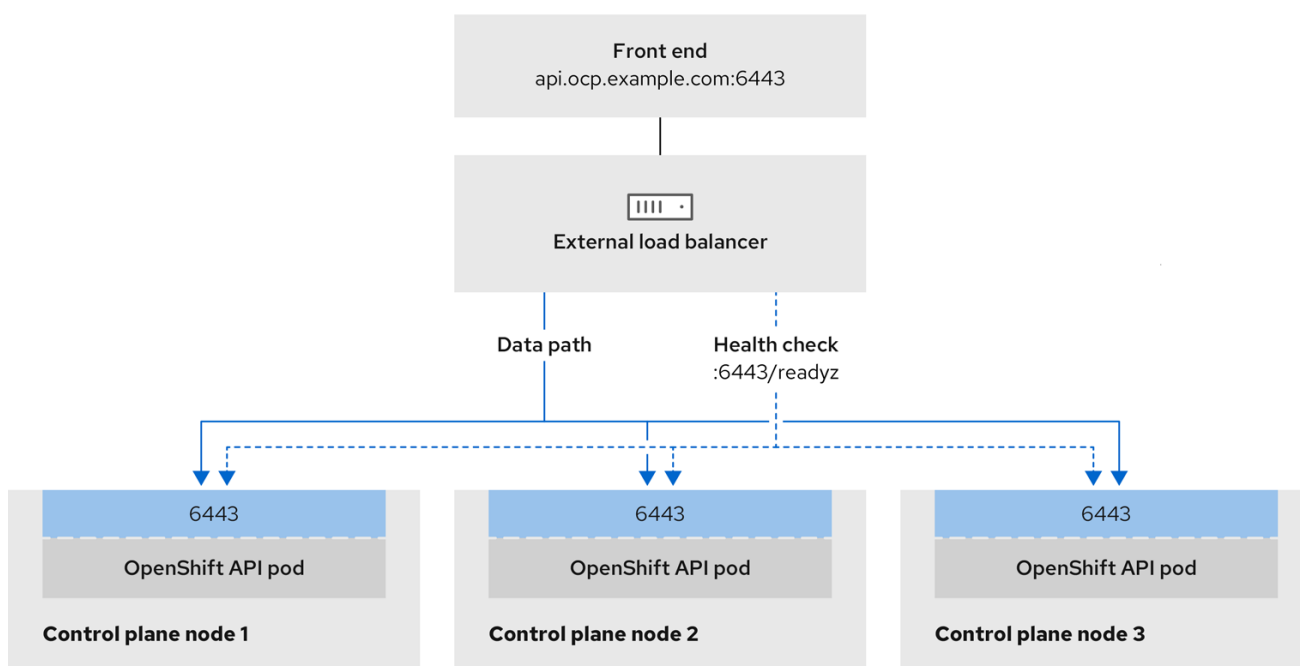 Front end
api.ocp.example.com:6443
External load balancer
Data path
Health check
:6443/readyz
6443
6443
6443
OpenShift API pod
OpenShift API pod
OpenShift API pod
Control plane node 1
Control plane node 2
Control plane node 3